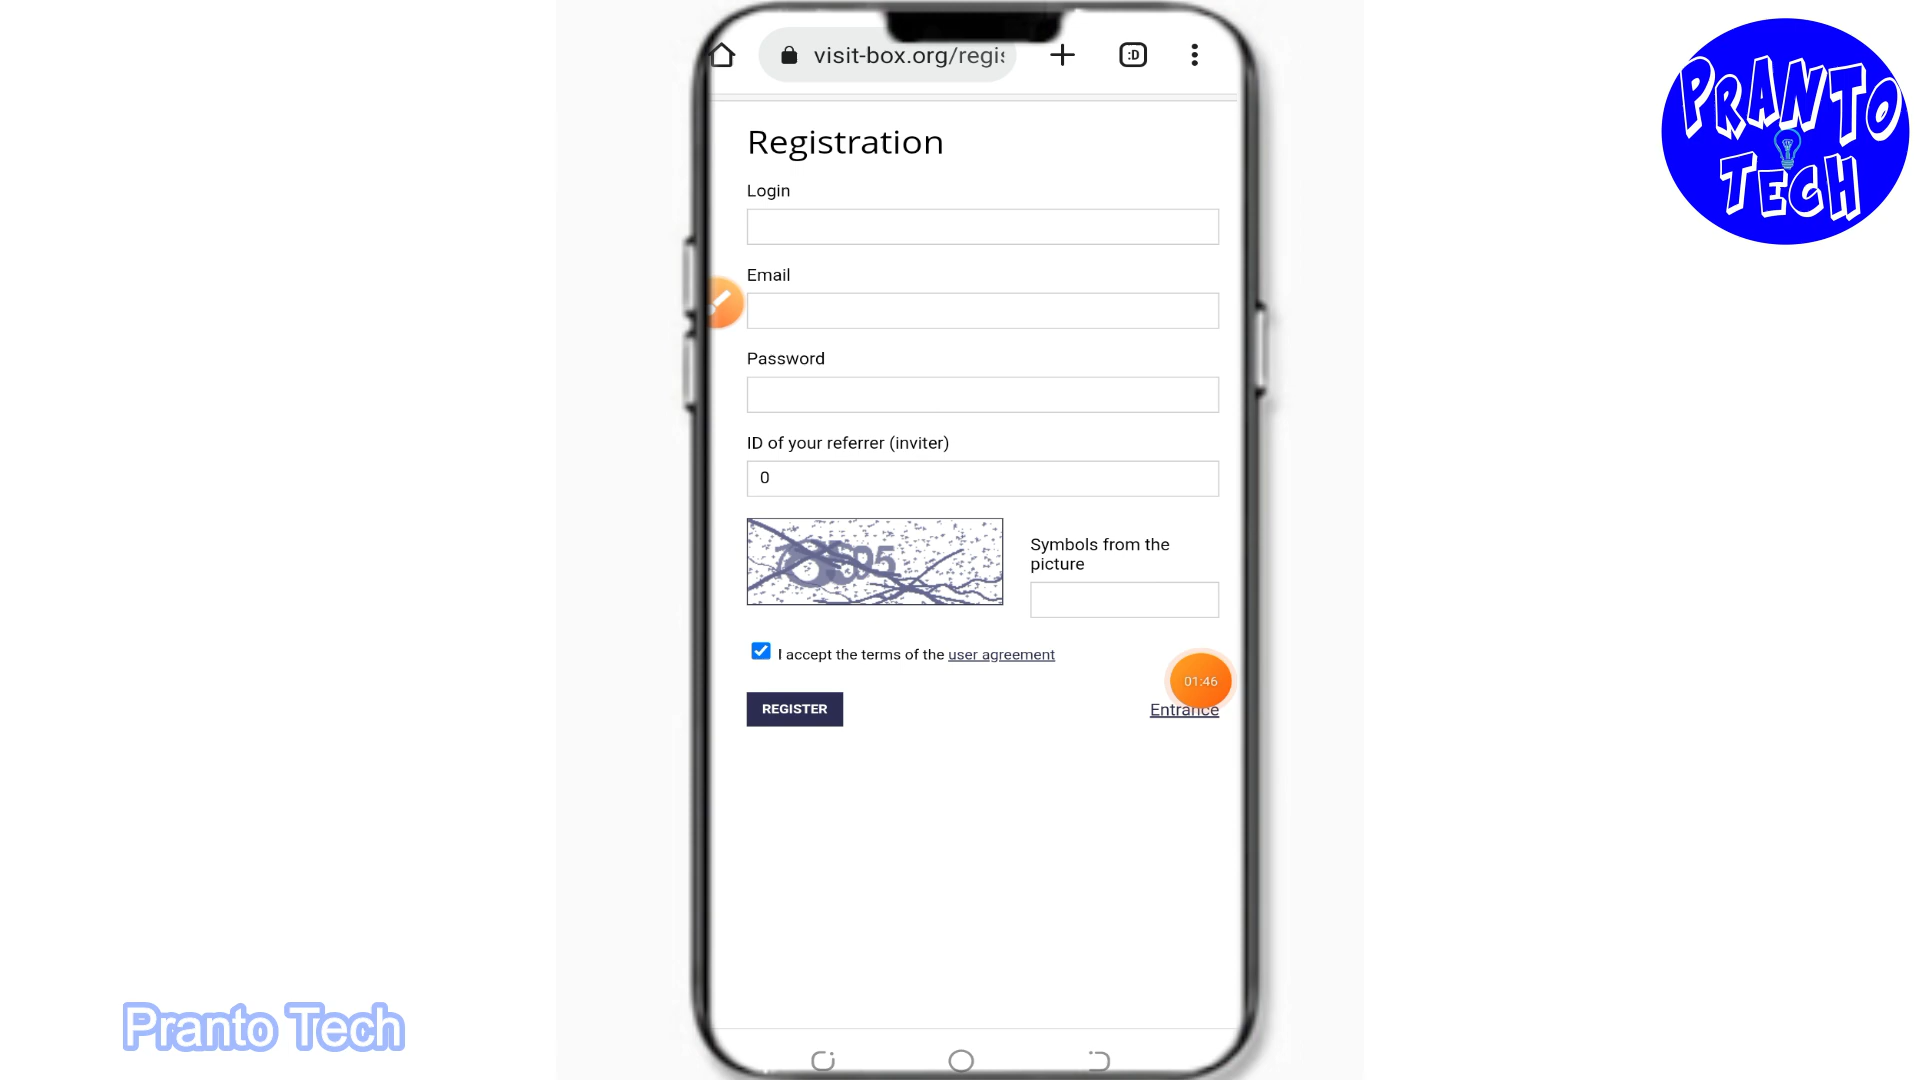 visit-box.org/regis
:D
PRANTO
TECH
Registration
Login
Email
Password
ID of your referrer (inviter)
0
Symbols from the
picture
I accept the terms of the user agreement
01:46
REGISTER
Entrance
Pranto Tech